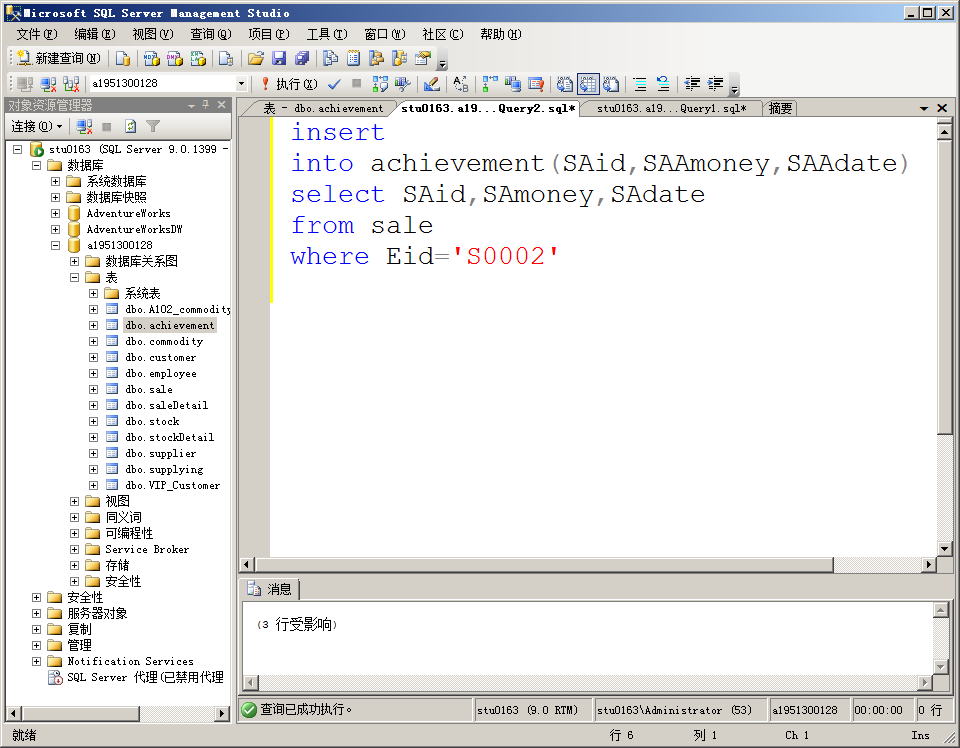 Microsoft SQL Server Management Studio
文件(F) 编辑(E) 视图(V) 查询(Q) 项目(P) 工具(T) 窗口(W) 社区(C) 帮助(H)
新建查询(N)
a1951300128 执行(X)
对象资源管理器
连接(O)
stu0163 (SQL Server 9.0.1399 -
数据库
系统数据库
数据库快照
AdventureWorks
AdventureWorksDW
a1951300128
数据库关系图
表
系统表
dbo.A102_commodity
dbo.achievement
dbo.commodity
dbo.customer
dbo.employee
dbo.sale
dbo.saleDetail
dbo.stock
dbo.stockDetail
dbo.supplier
dbo.supplying
dbo.VIP_Customer
视图
同义词
可编程性
Service Broker
存储
安全性
安全性
服务器对象
复制
管理
Notification Services
SQL Server 代理(已禁用代理
表 - dbo.achievement stu0163.a19...Query2.sql* stu0163.a19...Query1.sql* 摘要
insert
into achievement(SAid,SAAmoney,SAAdate)
select SAid,SAmoney,SAdate
from sale
where Eid='S0002'
消息
(3 行受影响)
查询已成功执行。 stu0163 (9.0 RTM) stu0163\Administrator (53) a1951300128 00:00:00 0 行
就绪 行 6 列 1 Ch 1 Ins